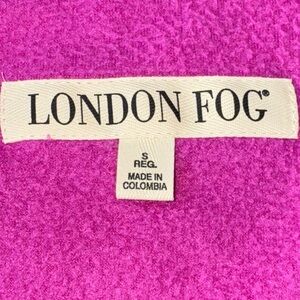 LONDON FOG®
S
REG.
MADE IN
COLOMBIA